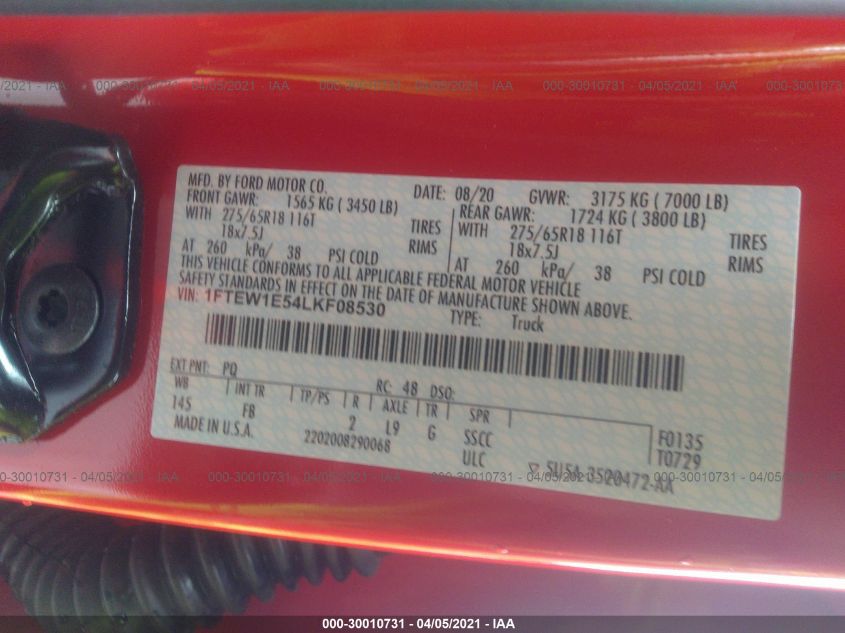 000-30010731 - 04/05/2021 - IAA
MFD. BY FORD MOTOR CO.
DATE: 08/20 GVWR: 3175 KG (7000 LB)
FRONT GAWR: 1565 KG (3450 LB)
REAR GAWR: 1724 KG (3800 LB)
WITH 275/65R18 116T TIRES
WITH 275/65R18 116T TIRES
18x7.5J RIMS
18x7.5J RIMS
AT 260 kPa/ 38 PSI COLD
AT 260 kPa/ 38 PSI COLD
THIS VEHICLE CONFORMS TO ALL APPLICABLE FEDERAL MOTOR VEHICLE
SAFETY STANDARDS IN EFFECT ON THE DATE OF MANUFACTURE SHOWN ABOVE.
VIN: 1FTEW1E54LKF08530
TYPE: Truck
EXT PNT: PQ RC: 48 DSO:
WB INT TR TP/PS R AXLE TR SPR
145 FB 2 L9 G SSCC F0135
MADE IN U.S.A. 2202008290068 ULC T0729
5U5A-3520472-AA
000-30010731 - 04/05/2021 - IAA
000-30010731 - 04/05/2021 - IAA